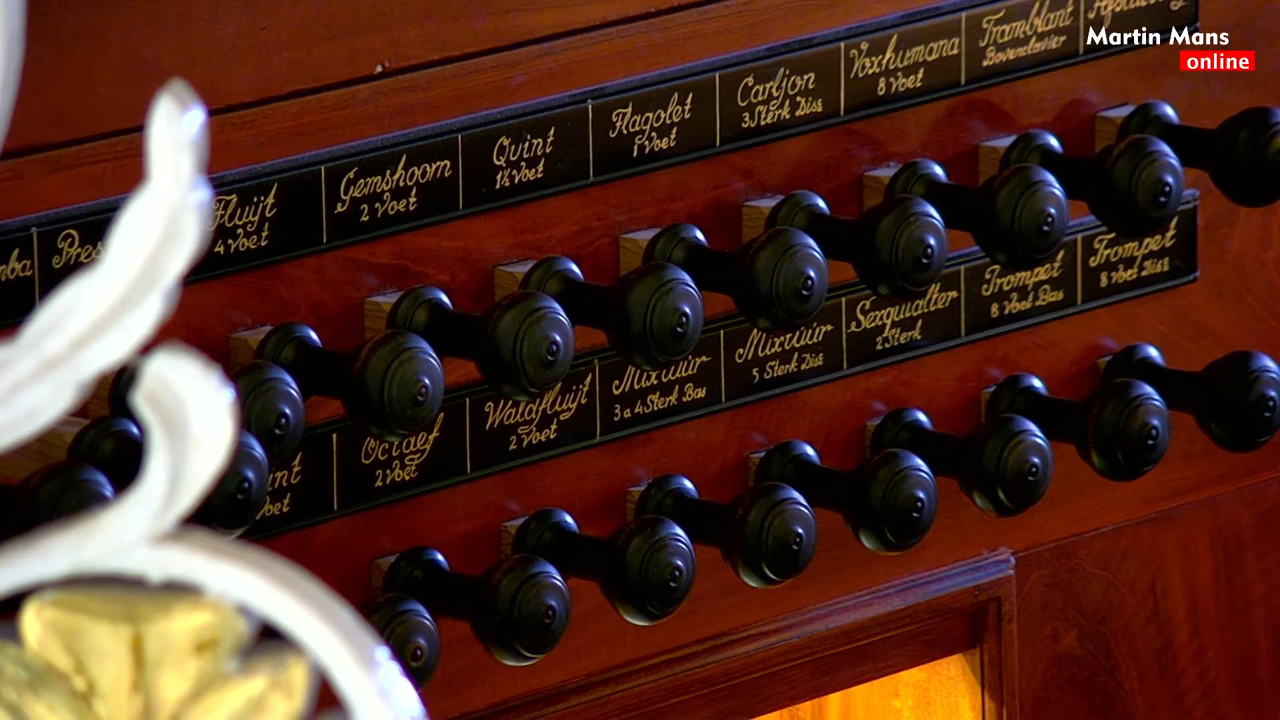 Martin Mans
online
Fluijt
4 Voet
Gemshoorn
2 Voet
Quint
1½ Voet
Flagolet
1 Voet
Carljon
3 Sterk Disc
Voxhumana
8 Voet
Tramblant
Bovenclavier
Octaef
2 Voet
Waldfluijt
2 Voet
Mixtuur
3 a 4 Sterk Bas
Mixtuur
5 Sterk Disc
Sexquialter
2 Sterk
Trompet
8 Voet Bas
Trompet
8 Voet Disc